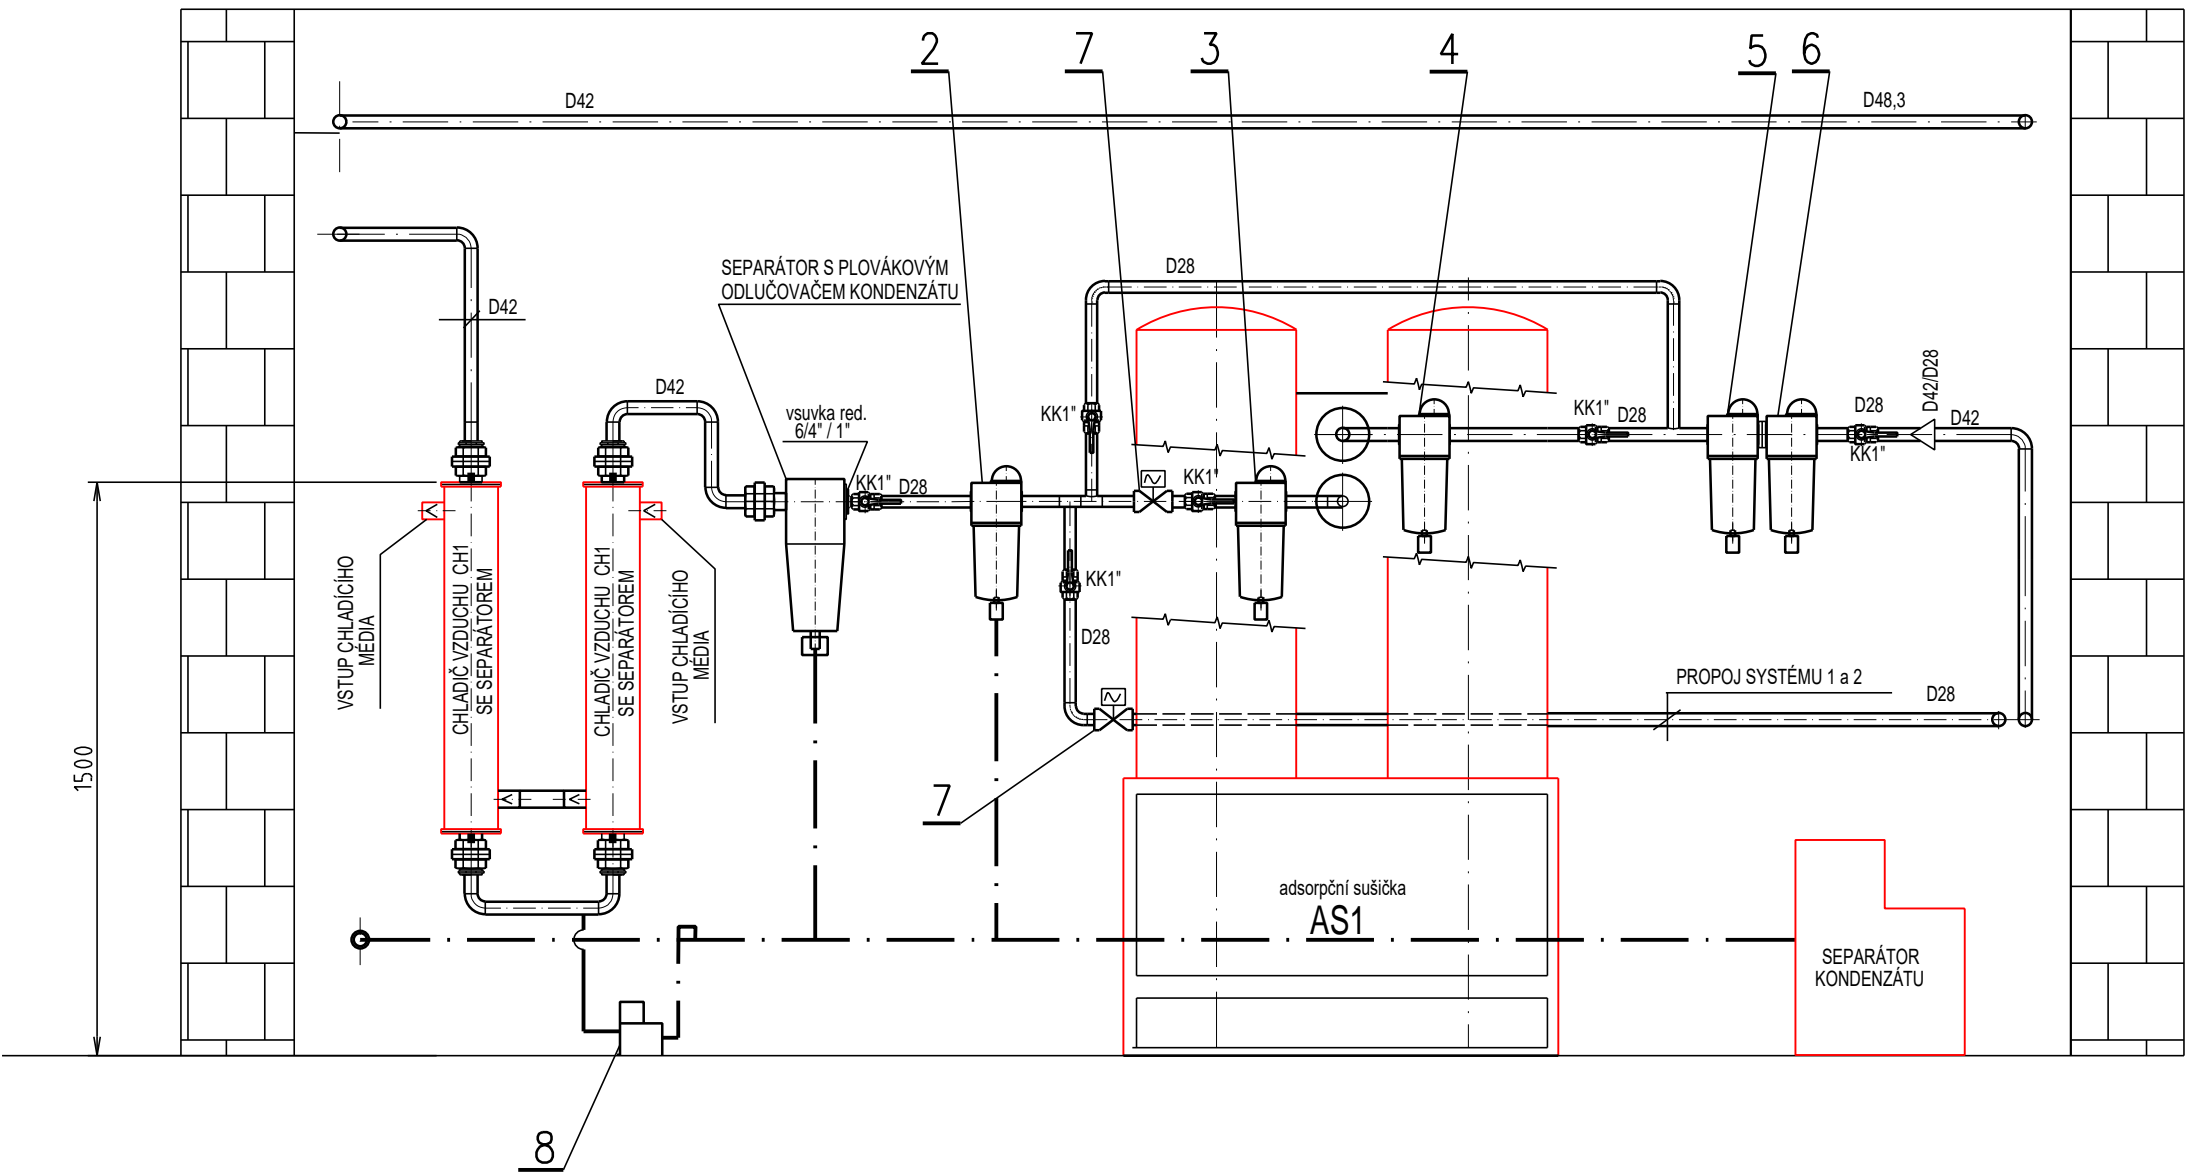 2
7
3
4
5
6
D42
D48,3
SEPARÁTOR S PLOVÁKOVÝM
ODLUČOVAČEM KONDENZÁTU
D28
D42
D42
vsuvka red.
6/4" / 1"
KK1"
KK1"
D28
D28
D42/D28
D42
KK1"
KK1"
D28
KK1"
KK1"
D28
VSTUP CHLADÍCÍHO
MÉDIA
CHLADIČ VZDUCHU CH1
SE SEPARÁTOREM
CHLADIČ VZDUCHU CH1
SE SEPARÁTOREM
VSTUP CHLADÍCÍHO
MÉDIA
PROPOJ SYSTÉMU 1 a 2
D28
1500
7
adsorpční sušička
AS1
SEPARÁTOR
KONDENZÁTU
8